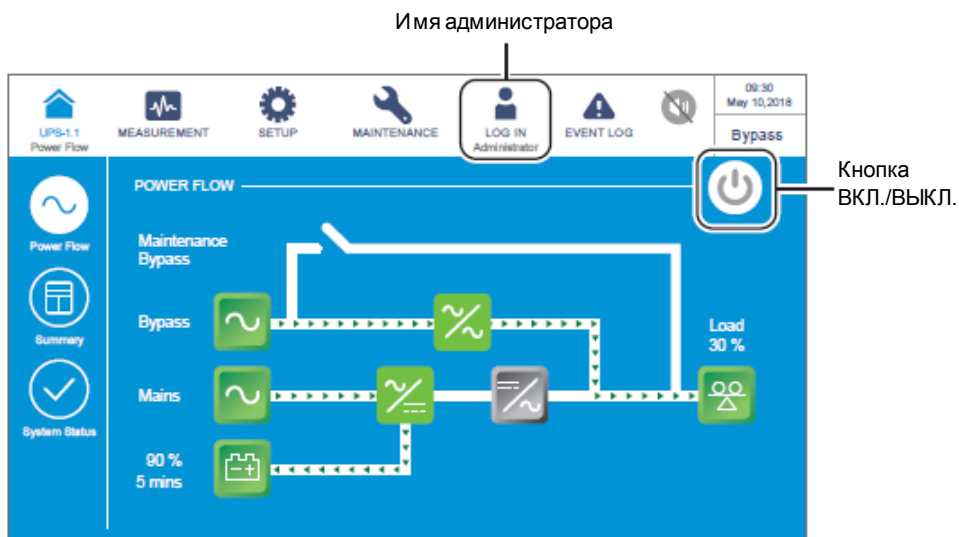 Имя администратора
UPS-1.1
Power Flow
MEASUREMENT
SETUP
MAINTENANCE
LOG IN
Administrator
EVENT LOG
09:30
May 10,2018
Bypass
Кнопка
ВКЛ./ВЫКЛ.
POWER FLOW
Power Flow
Summary
System Status
Maintenance
Bypass
Bypass
Mains
90 %
5 mins
Load
30 %